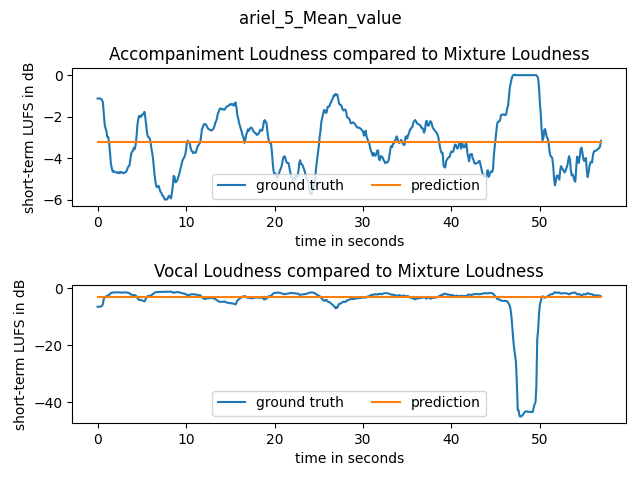 ariel_5_Mean_value
Accompaniment Loudness compared to Mixture Loudness
short-term LUFS in dB
0
−2
−4
−6
ground truth
prediction
0 10 20 30 40 50
time in seconds
Vocal Loudness compared to Mixture Loudness
short-term LUFS in dB
0
−20
−40
ground truth
prediction
0 10 20 30 40 50
time in seconds